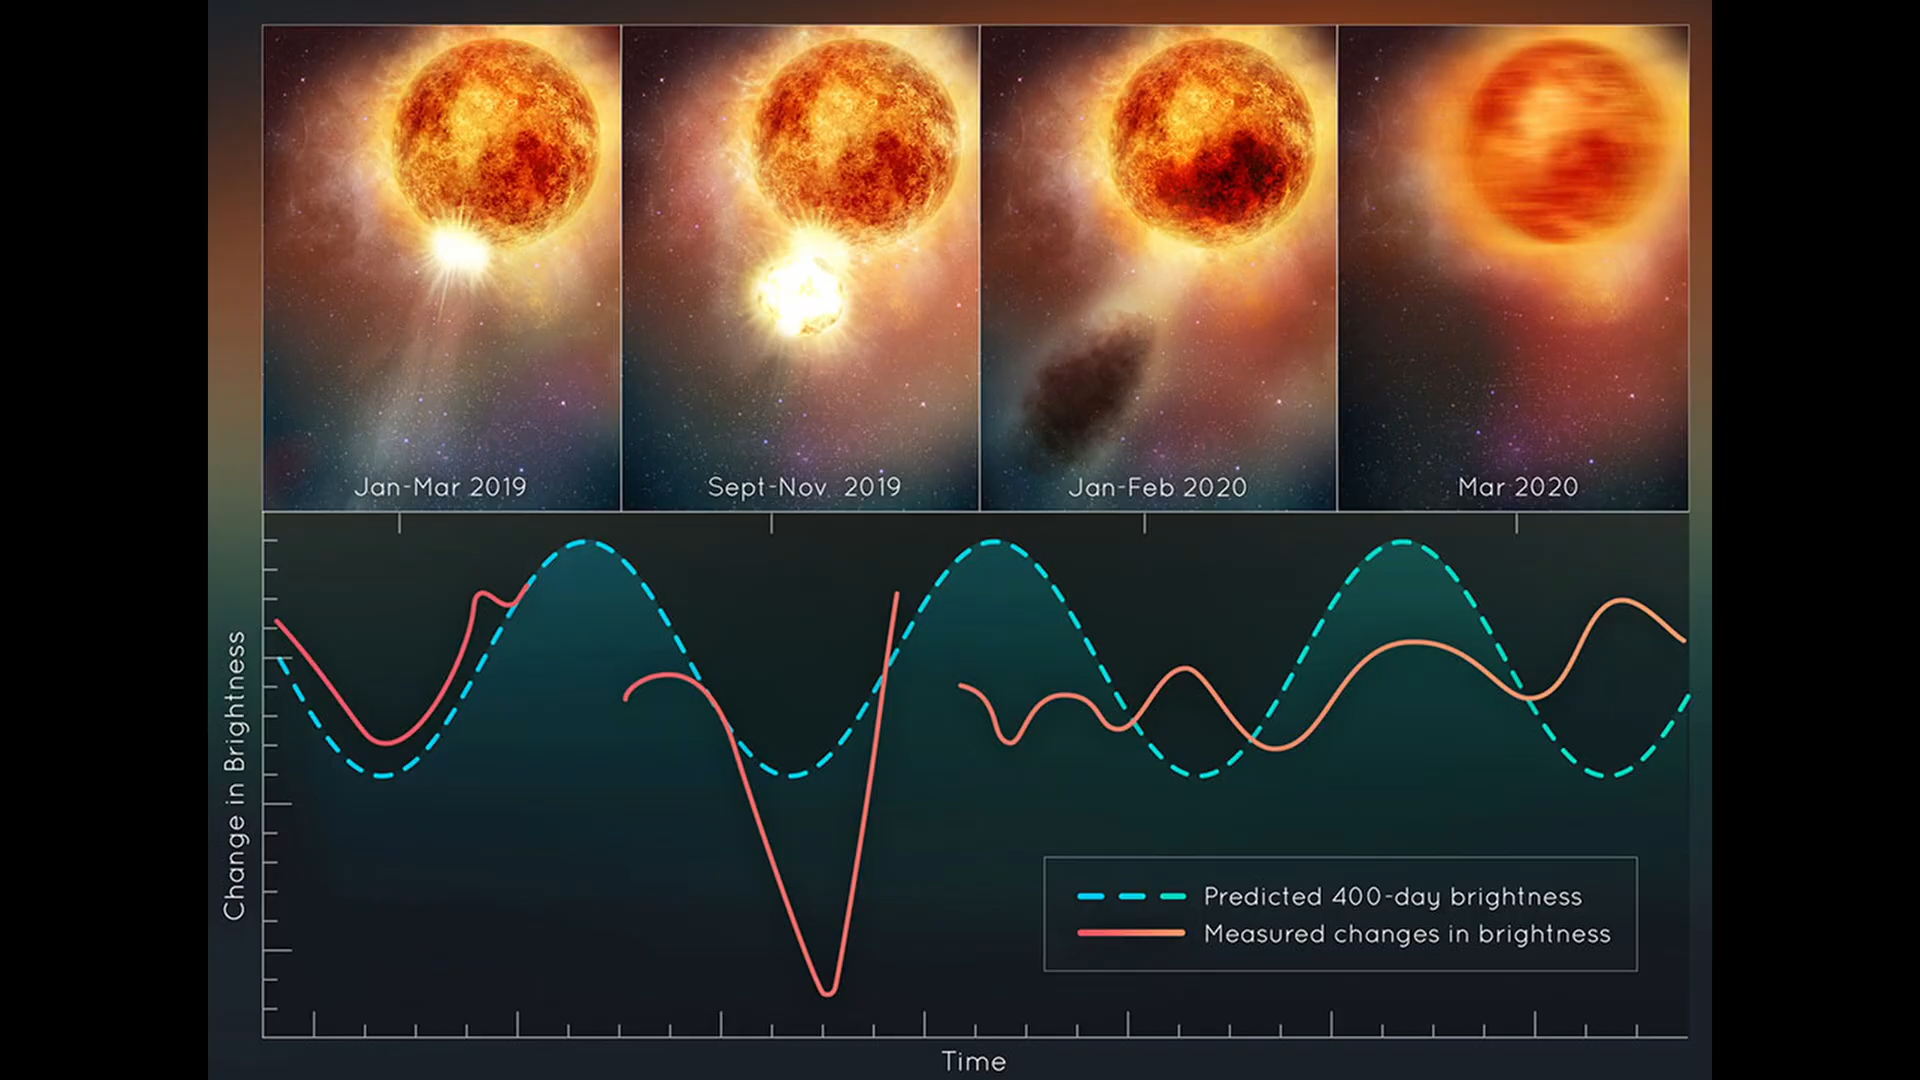 Jan-Mar 2019
Sept-Nov 2019
Jan-Feb 2020
Mar 2020
Change in Brightness
Predicted 400-day brightness
Measured changes in brightness
Time